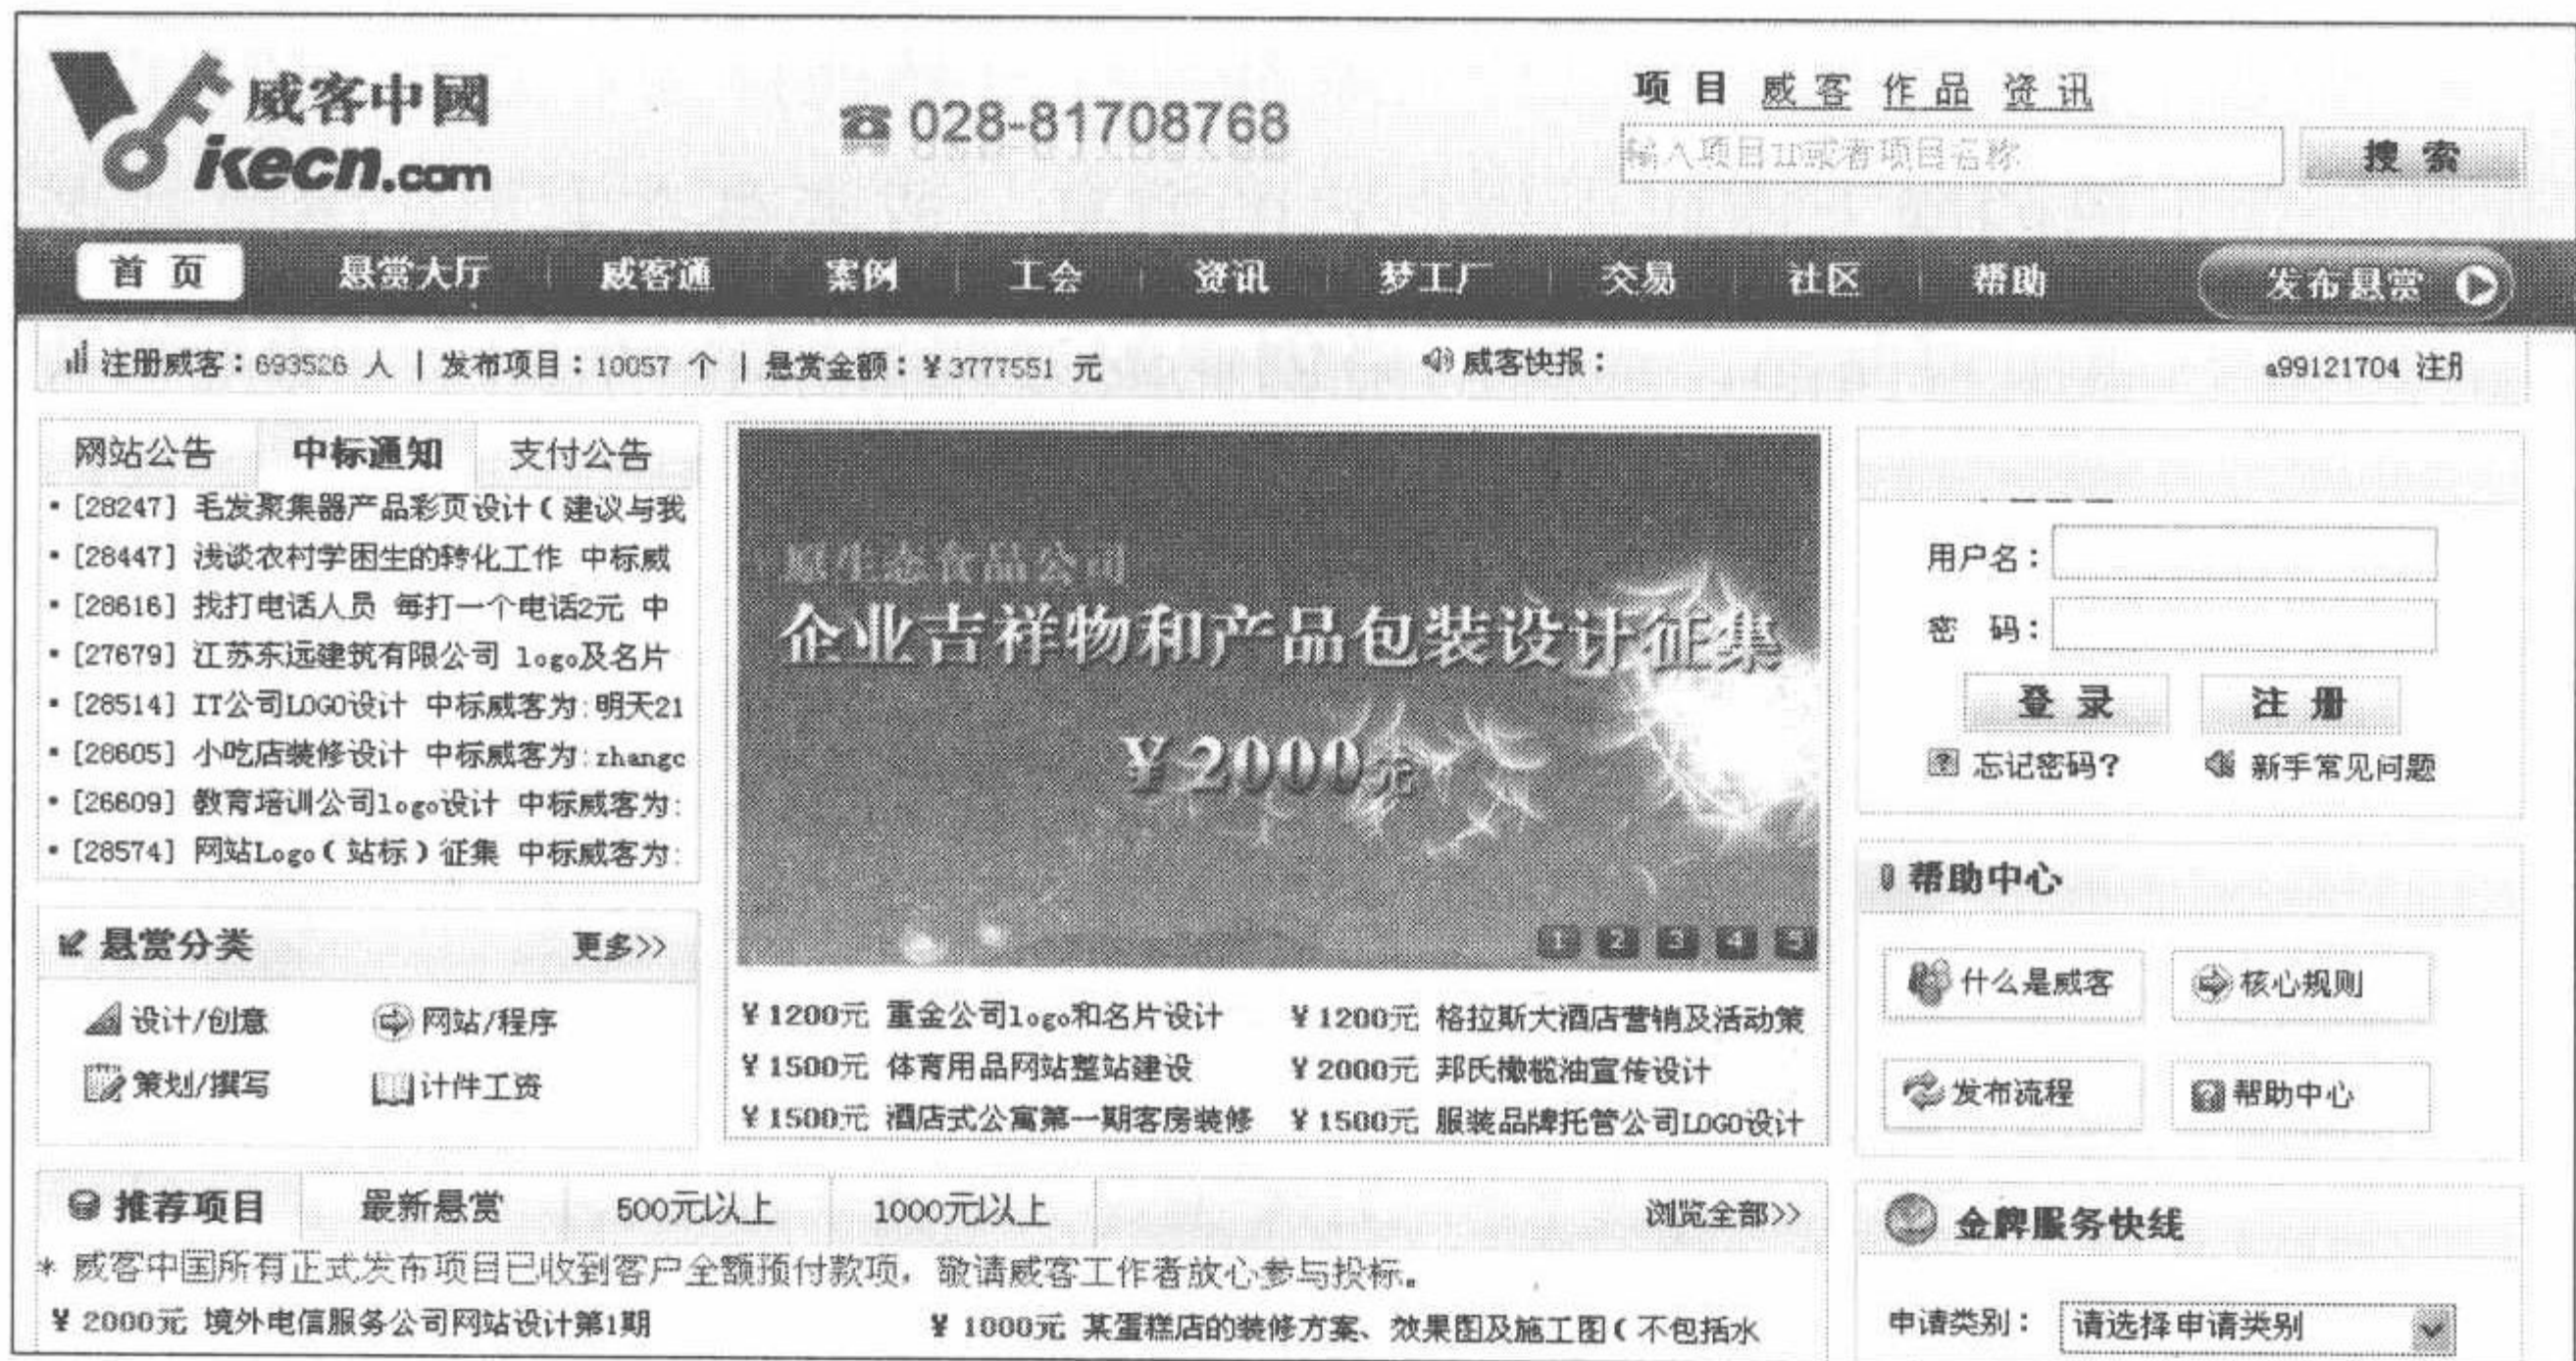 威客中國
ikecn.com
028-81708768
项目 威客 作品 资讯
输入项目ID或者项目名称
搜 索
首 页 悬赏大厅 威客通 案例 工会 资讯 梦工厂 交易 社区 帮助 发布悬赏
注册威客：693526 人 | 发布项目：10057 个 | 悬赏金额：¥3777551 元
威客快报：
a99121704 注册
网站公告 中标通知 支付公告
[28247] 毛发聚集器产品彩页设计（建议与我
[28447] 浅谈农村学困生的转化工作 中标威
[28616] 找打电话人员 每打一个电话2元 中
[27679] 江苏东远建筑有限公司 logo及名片
[28514] IT公司LOGO设计 中标威客为:明天21
[28605] 小吃店装修设计 中标威客为:zhangc
[26609] 教育培训公司logo设计 中标威客为:
[28574] 网站Logo（站标）征集 中标威客为:
悬赏分类 更多>>
设计/创意 网站/程序
策划/撰写 计件工资
原生态食品公司
企业吉祥物和产品包装设计征集
¥2000元
1 2 3 4 5
¥1200元 重金公司logo和名片设计 ¥1200元 格拉斯大酒店营销及活动策
¥1500元 体育用品网站整站建设 ¥2000元 邦氏橄榄油宣传设计
¥1500元 酒店式公寓第一期客房装修 ¥1500元 服装品牌托管公司LOGO设计
用户名：
密 码：
登 录 注 册
忘记密码？ 新手常见问题
帮助中心
什么是威客 核心规则
发布流程 帮助中心
推荐项目 最新悬赏 500元以上 1000元以上 浏览全部>>
* 威客中国所有正式发布项目已收到客户全额预付款项，敬请威客工作者放心参与投标。
¥2000元 境外电信服务公司网站设计第1期 ¥1000元 某蛋糕店的装修方案、效果图及施工图（不包括水
金牌服务快线
申请类别： 请选择申请类别